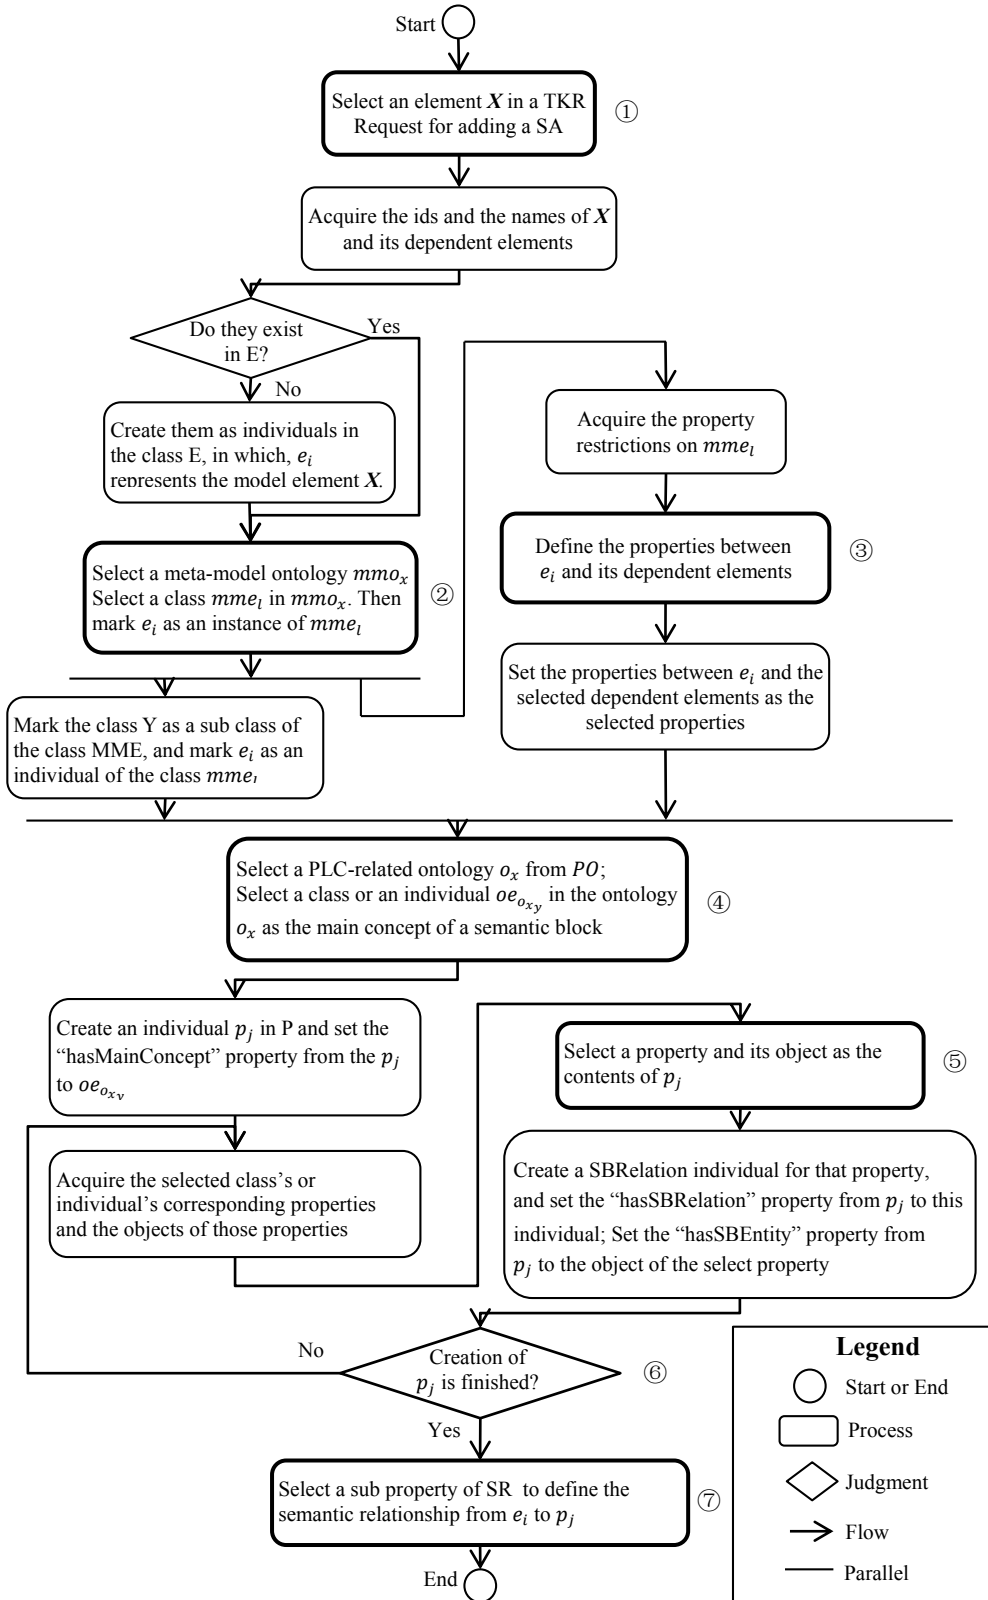 Start
Select an element X in a TKR
Request for adding a SA
①
Acquire the ids and the names of X
and its dependent elements
Do they exist
in E?
Yes
No
Create them as individuals in
the class E, in which, e_i
represents the model element X.
Select a meta-model ontology mmo_x
Select a class mme_l in mmo_x. Then
mark e_i as an instance of mme_l
②
Mark the class Y as a sub class of
the class MME, and mark e_i as an
individual of the class mme_l
Acquire the property
restrictions on mme_l
Define the properties between
e_i and its dependent elements
③
Set the properties between e_i and the
selected dependent elements as the
selected properties
Select a PLC-related ontology o_x from PO;
Select a class or an individual oe_{o_{x_y}} in the ontology
o_x as the main concept of a semantic block
④
Create an individual p_j in P and set the
“hasMainConcept” property from the p_j
to oe_{o_{x_y}}
Acquire the selected class’s or
individual’s corresponding properties
and the objects of those properties
Select a property and its object as the
contents of p_j
⑤
Create a SBRelation individual for that property,
and set the “hasSBRelation” property from p_j to this
individual; Set the “hasSBEntity” property from
p_j to the object of the select property
No
Creation of
p_j is finished?
⑥
Yes
Select a sub property of SR to define the
semantic relationship from e_i to p_j
⑦
End
Legend
Start or End
Process
Judgment
Flow
Parallel